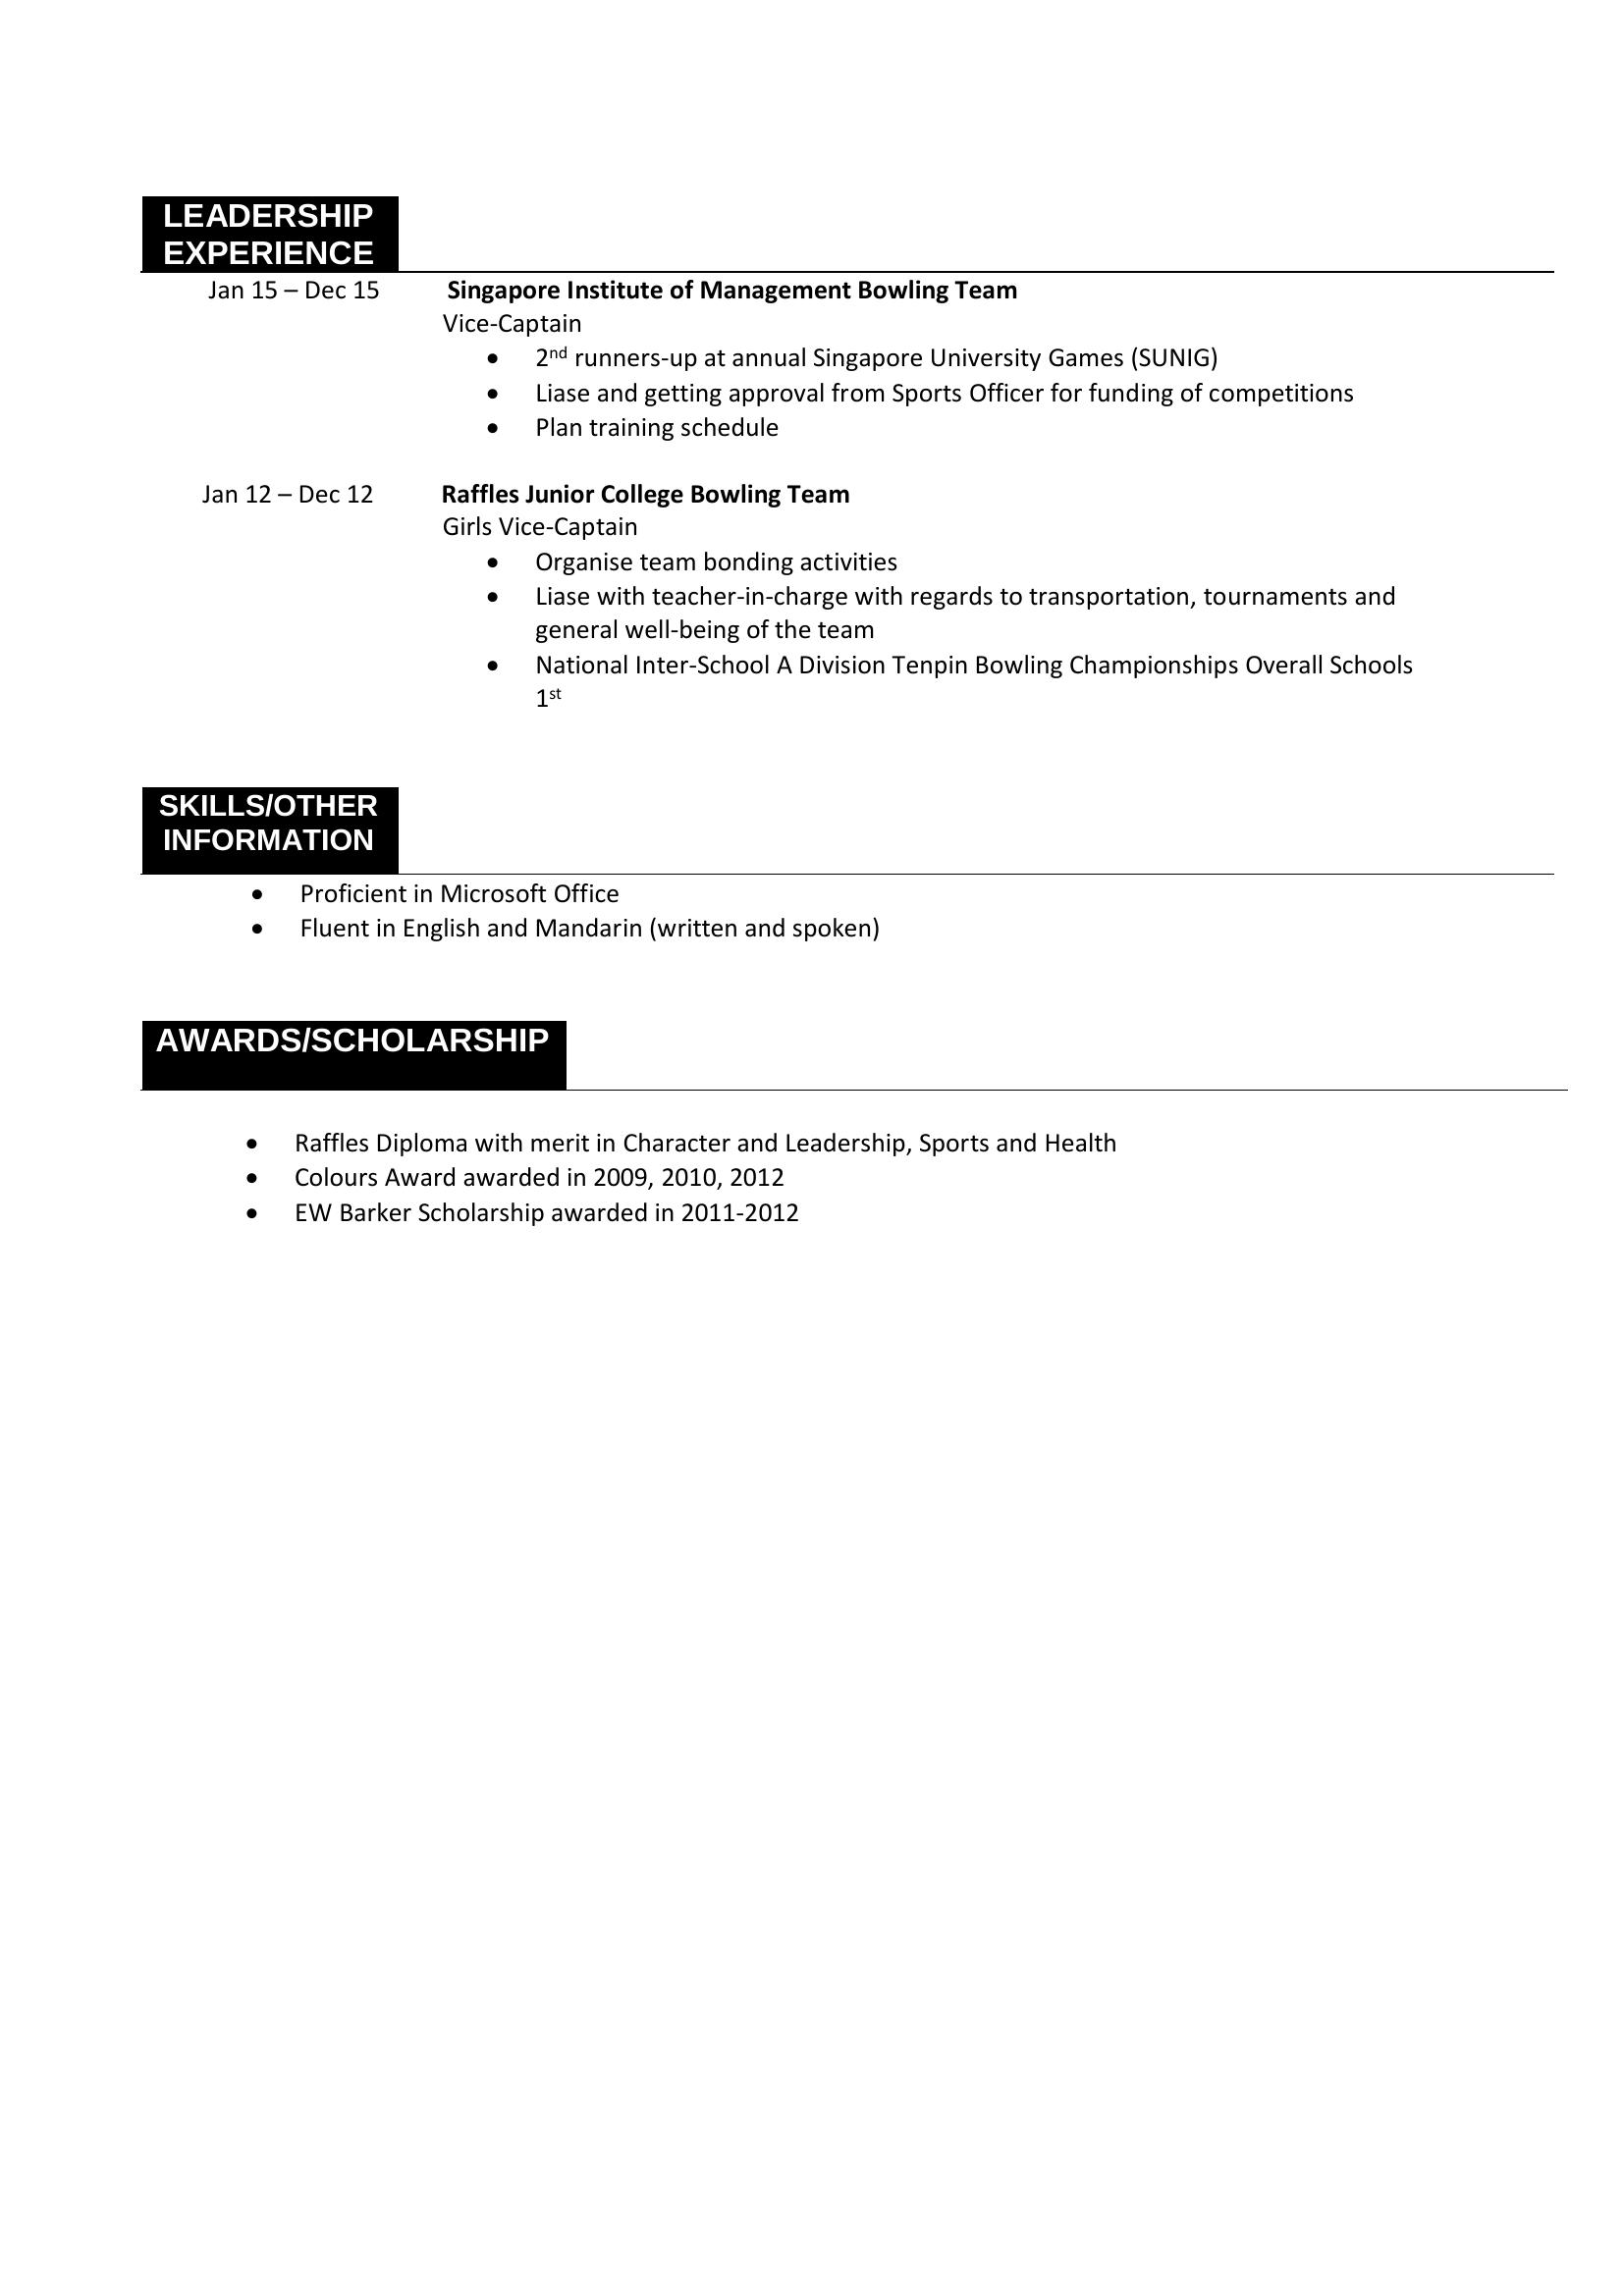 LEADERSHIP
EXPERIENCE
Jan 15 – Dec 15 Singapore Institute of Management Bowling Team
Vice-Captain
• 2nd runners-up at annual Singapore University Games (SUNIG)
• Liase and getting approval from Sports Officer for funding of competitions
• Plan training schedule
Jan 12 – Dec 12 Raffles Junior College Bowling Team
Girls Vice-Captain
• Organise team bonding activities
• Liase with teacher-in-charge with regards to transportation, tournaments and
general well-being of the team
• National Inter-School A Division Tenpin Bowling Championships Overall Schools
1st
SKILLS/OTHER
INFORMATION
• Proficient in Microsoft Office
• Fluent in English and Mandarin (written and spoken)
AWARDS/SCHOLARSHIP
• Raffles Diploma with merit in Character and Leadership, Sports and Health
• Colours Award awarded in 2009, 2010, 2012
• EW Barker Scholarship awarded in 2011-2012